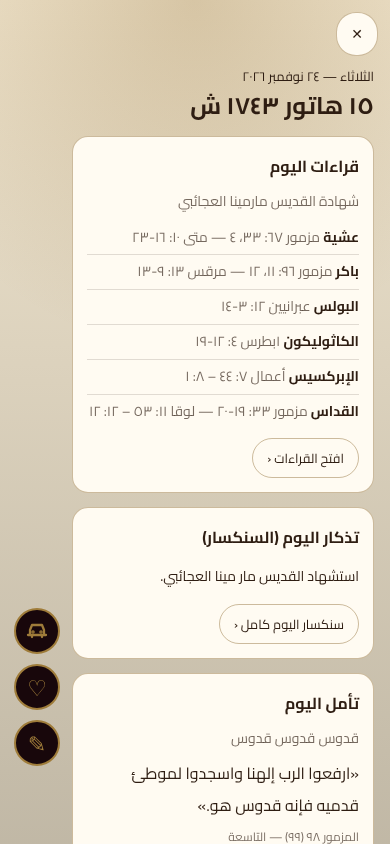 ×
الثلاثاء — ٢٤ نوفمبر ٢٠٢٦
١٥ هاتور ١٧٤٣ ش
قراءات اليوم
شهادة القديس مارمينا العجائبي
عشية مزمور ٦٧: ٣٣، ٤ — متى ١٠: ١٦-٢٣
باكر مزمور ٩٦: ١١، ١٢ — مرقس ١٣: ٩-١٣
البولس عبرانيين ١٢: ٣-١٤
الكاثوليكون ١بطرس ٤: ١٢-١٩
الإبركسيس أعمال ٧: ٤٤ – ٨: ١
القداس مزمور ٣٣: ١٩-٢٠ — لوقا ١١: ٥٣ – ١٢: ١٢
افتح القراءات ‹
تذكار اليوم (السنكسار)
استشهاد القديس مار مينا العجائبي.
سنكسار اليوم كامل ‹
تأمل اليوم
قدوس قدوس قدوس
«ارفعوا الرب إلهنا واسجدوا لموطئ
قدميه فإنه قدوس هو.»
المزمور ٩٨ (٩٩) — التاسعة